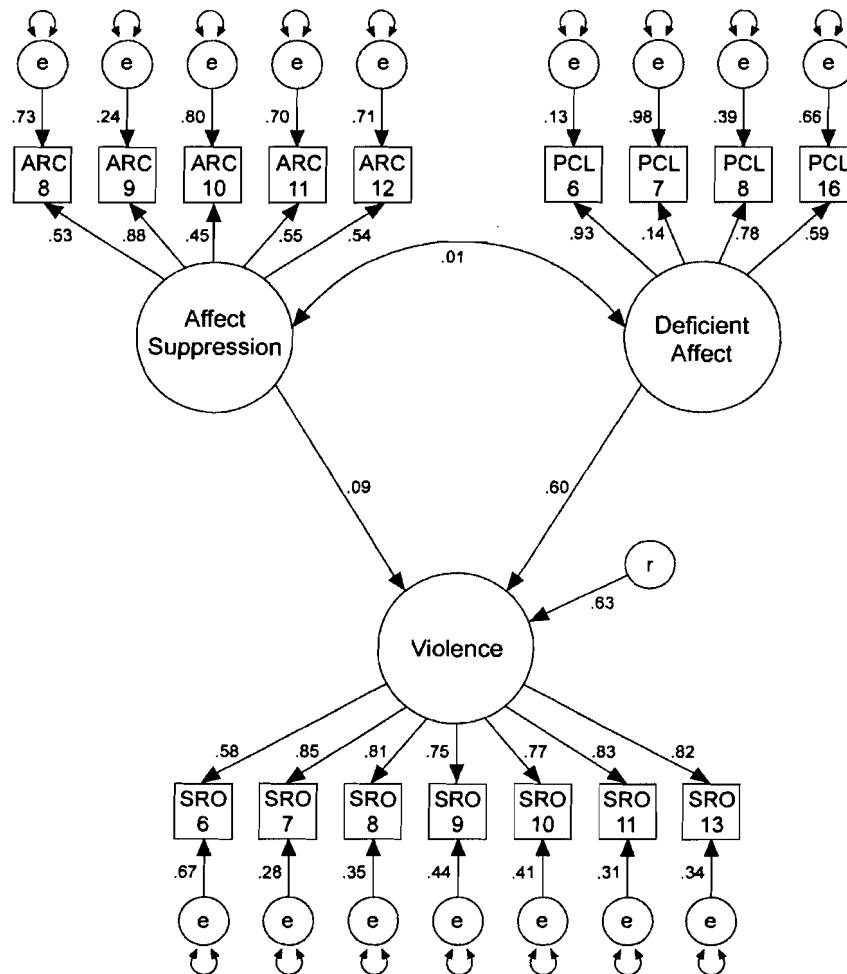 e e e e e e e e e
.73 .24 .80 .70 .71 .13 .98 .39 .66
ARC ARC ARC ARC ARC PCL PCL PCL PCL
8 9 10 11 12 6 7 8 16
.53 .88 .45 .55 .54 .93 .14 .78 .59
.01
Affect
Suppression
Deficient
Affect
.09 .60
r
.63
Violence
.58 .85 .81 .75 .77 .83 .82
SRO SRO SRO SRO SRO SRO SRO
6 7 8 9 10 11 13
.67 .28 .35 .44 .41 .31 .34
e e e e e e e